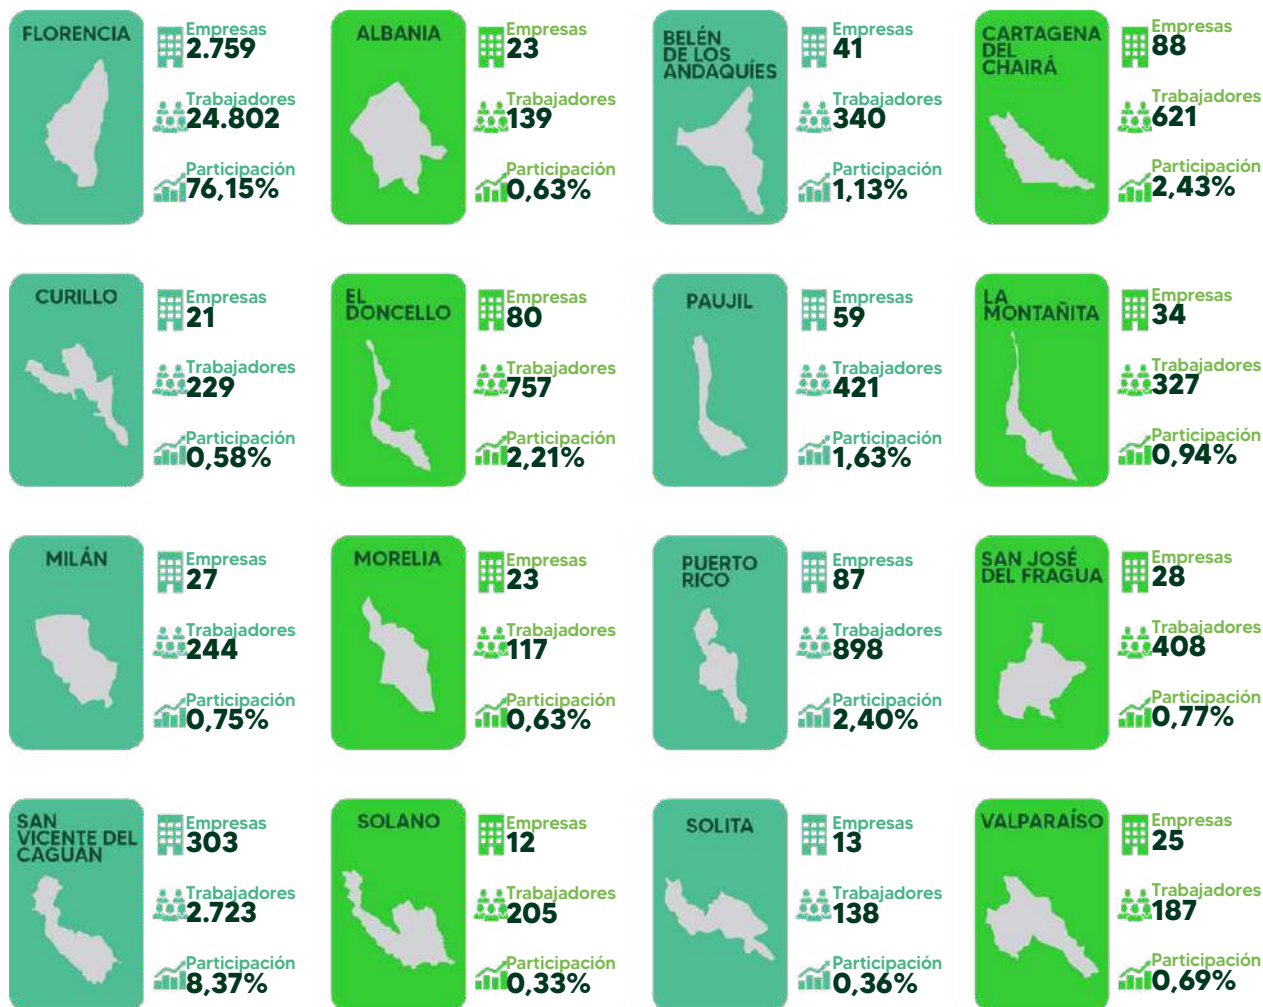 FLORENCIA
Empresas
2.759
Trabajadores
24.802
Participación
76,15%
ALBANIA
Empresas
23
Trabajadores
139
Participación
0,63%
BELÉN
DE LOS
ANDAQUÍES
Empresas
41
Trabajadores
340
Participación
1,13%
CARTAGENA
DEL
CHAIRÁ
Empresas
88
Trabajadores
621
Participación
2,43%
CURILLO
Empresas
21
Trabajadores
229
Participación
0,58%
EL
DONCELLO
Empresas
80
Trabajadores
757
Participación
2,21%
PAUJIL
Empresas
59
Trabajadores
421
Participación
1,63%
LA
MONTAÑITA
Empresas
34
Trabajadores
327
Participación
0,94%
MILÁN
Empresas
27
Trabajadores
244
Participación
0,75%
MORELIA
Empresas
23
Trabajadores
117
Participación
0,63%
PUERTO
RICO
Empresas
87
Trabajadores
898
Participación
2,40%
SAN JOSÉ
DEL FRAGUA
Empresas
28
Trabajadores
408
Participación
0,77%
SAN
VICENTE DEL
CAGUÁN
Empresas
303
Trabajadores
2.723
Participación
8,37%
SOLANO
Empresas
12
Trabajadores
205
Participación
0,33%
SOLITA
Empresas
13
Trabajadores
138
Participación
0,36%
VALPARAÍSO
Empresas
25
Trabajadores
187
Participación
0,69%